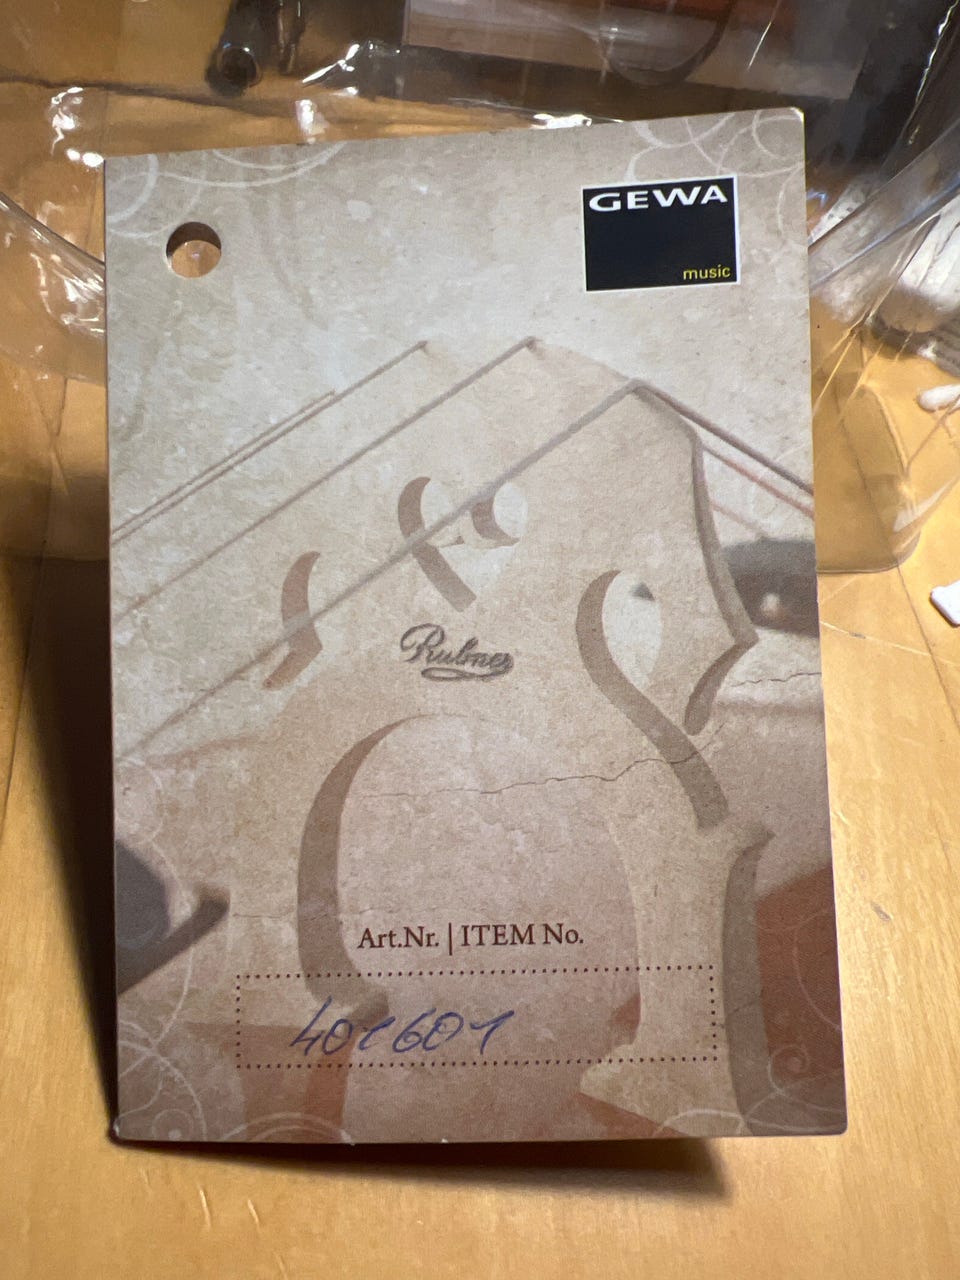 GEWA
music
Rubner
Art.Nr. | ITEM No.
401601